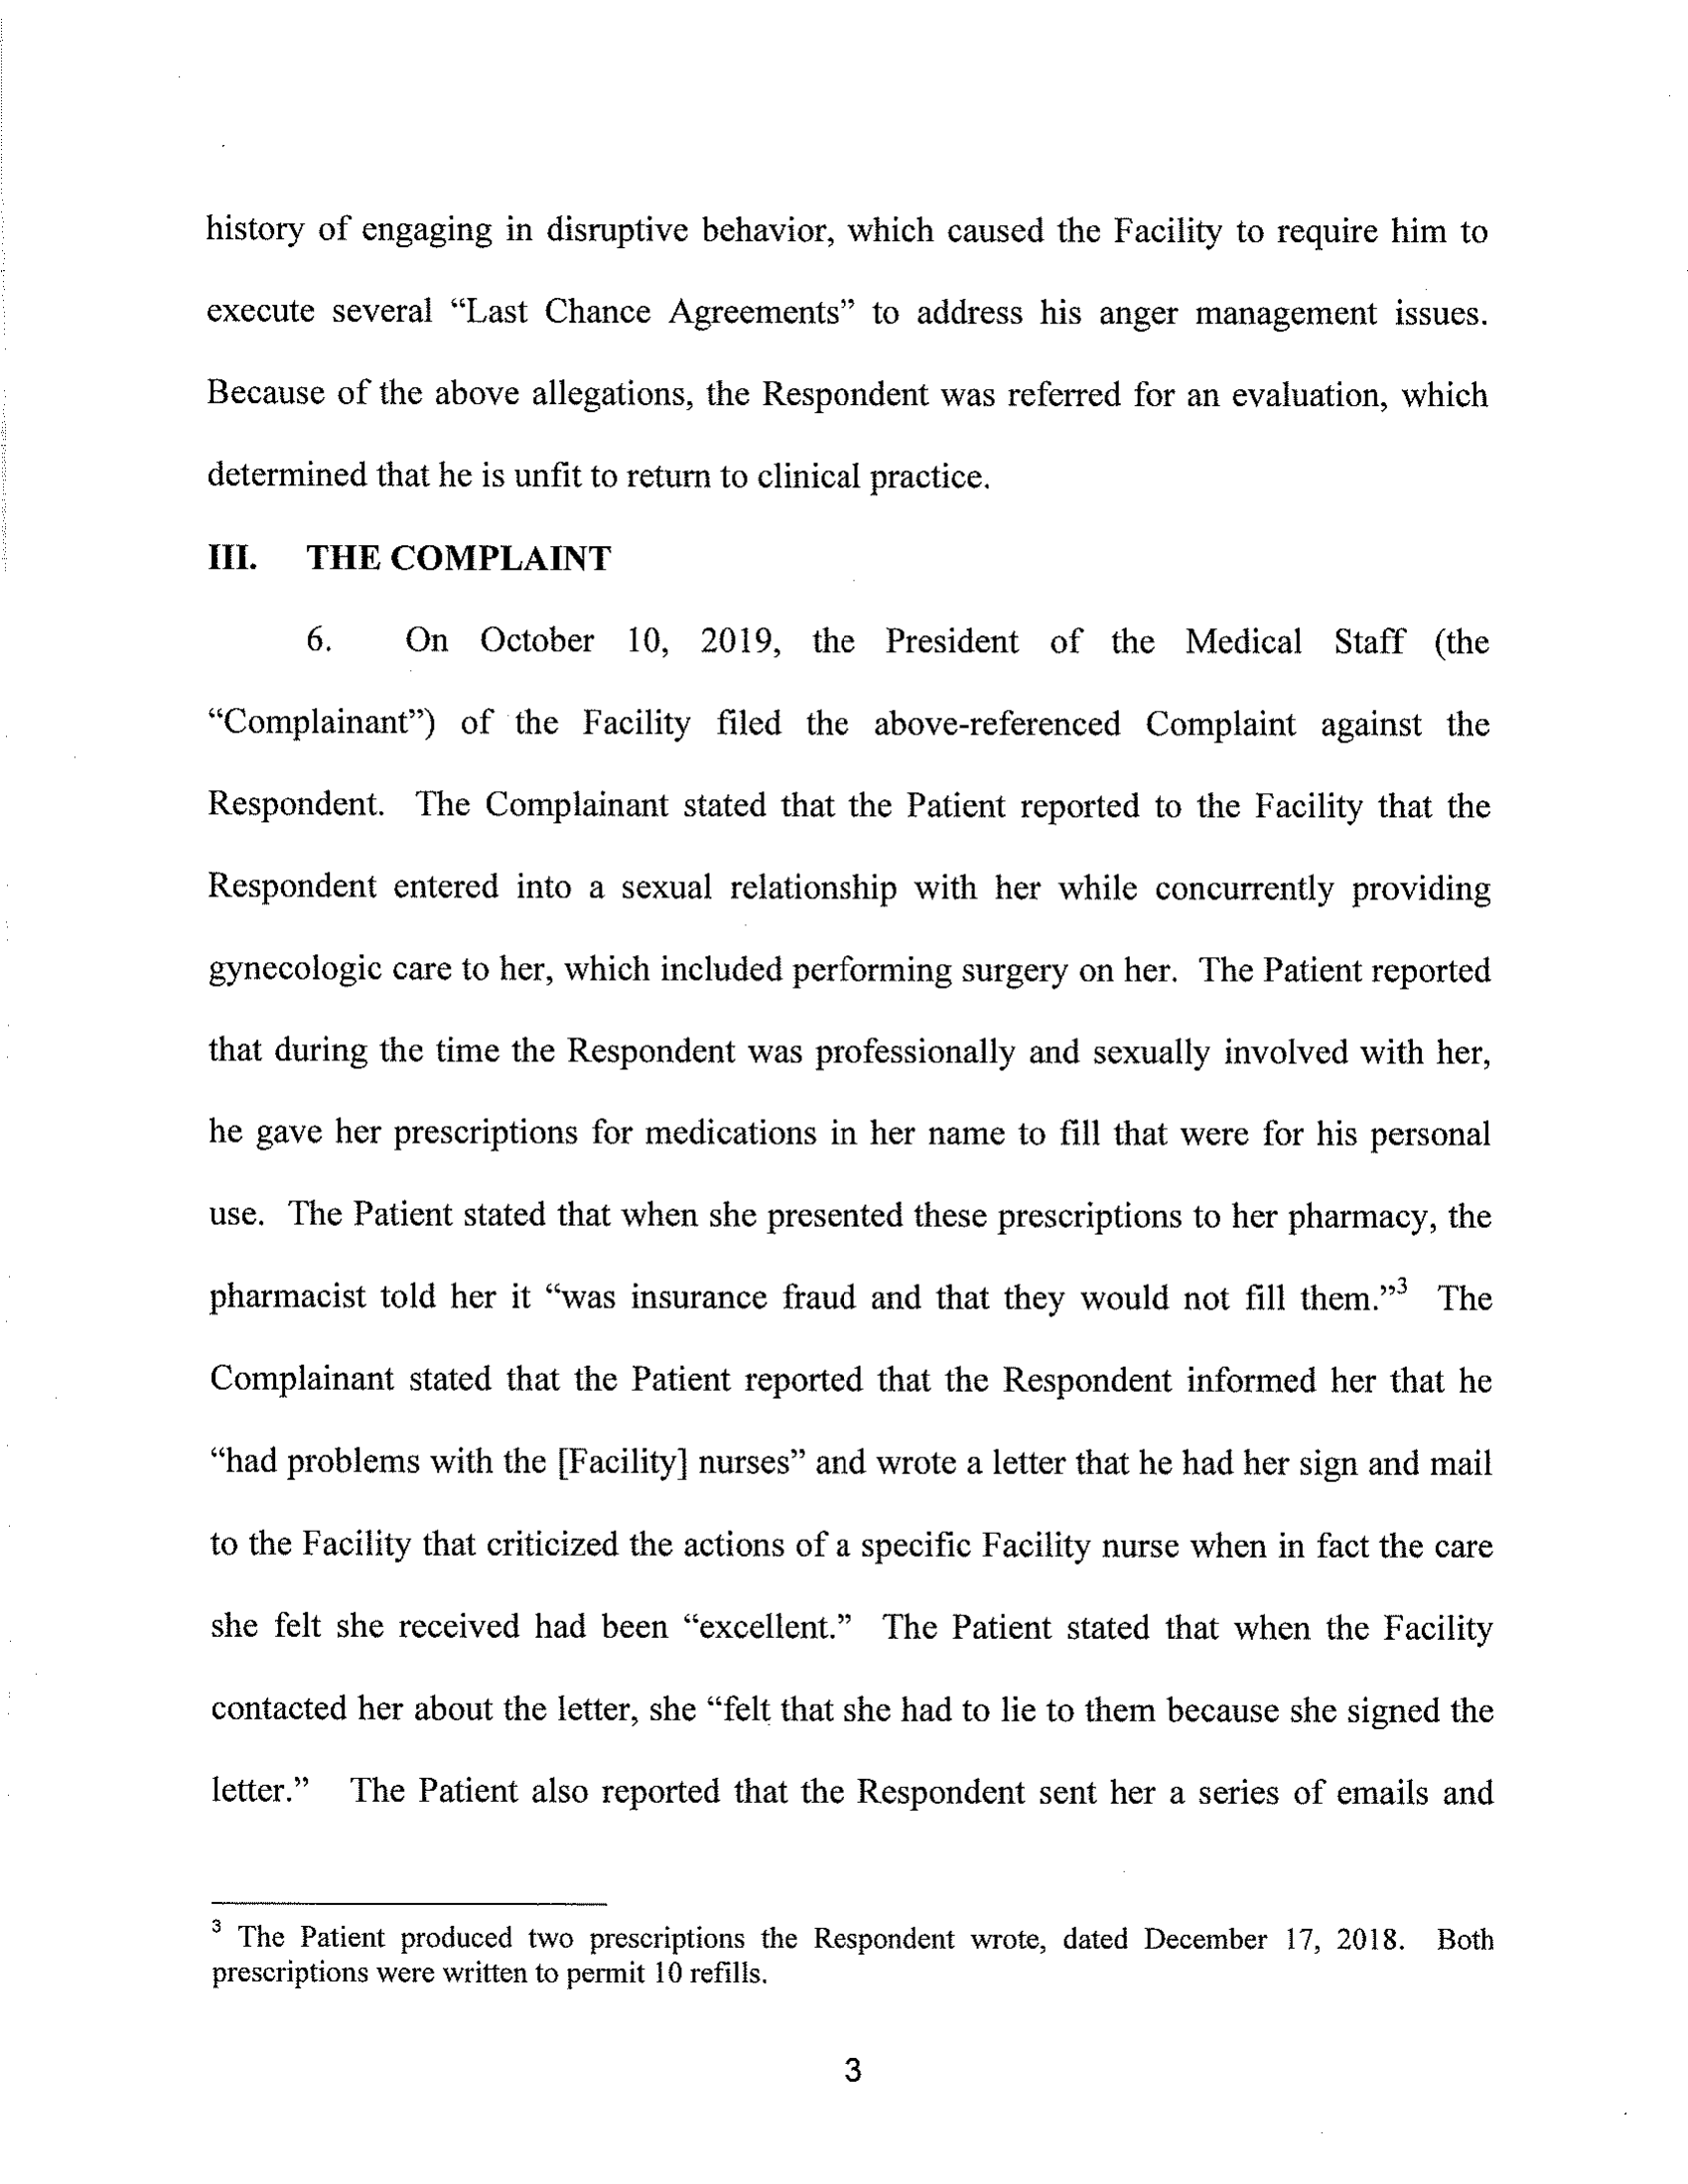 history of engaging in disruptive behavior, which caused the Facility to require him to
execute several “Last Chance Agreements” to address his anger management issues.
Because of the above allegations, the Respondent was referred for an evaluation, which
determined that he is unfit to return to clinical practice.
III. THE COMPLAINT
6. On October 10, 2019, the President of the Medical Staff (the
“Complainant”) of the Facility filed the above-referenced Complaint against the
Respondent. The Complainant stated that the Patient reported to the Facility that the
Respondent entered into a sexual relationship with her while concurrently providing
gynecologic care to her, which included performing surgery on her. The Patient reported
that during the time the Respondent was professionally and sexually involved with her,
he gave her prescriptions for medications in her name to fill that were for his personal
use. The Patient stated that when she presented these prescriptions to her pharmacy, the
pharmacist told her it “was insurance fraud and that they would not fill them.”3 The
Complainant stated that the Patient reported that the Respondent informed her that he
“had problems with the [Facility] nurses” and wrote a letter that he had her sign and mail
to the Facility that criticized the actions of a specific Facility nurse when in fact the care
she felt she received had been “excellent.” The Patient stated that when the Facility
contacted her about the letter, she “felt that she had to lie to them because she signed the
letter.” The Patient also reported that the Respondent sent her a series of emails and
3 The Patient produced two prescriptions the Respondent wrote, dated December 17, 2018. Both
prescriptions were written to permit 10 refills.
3